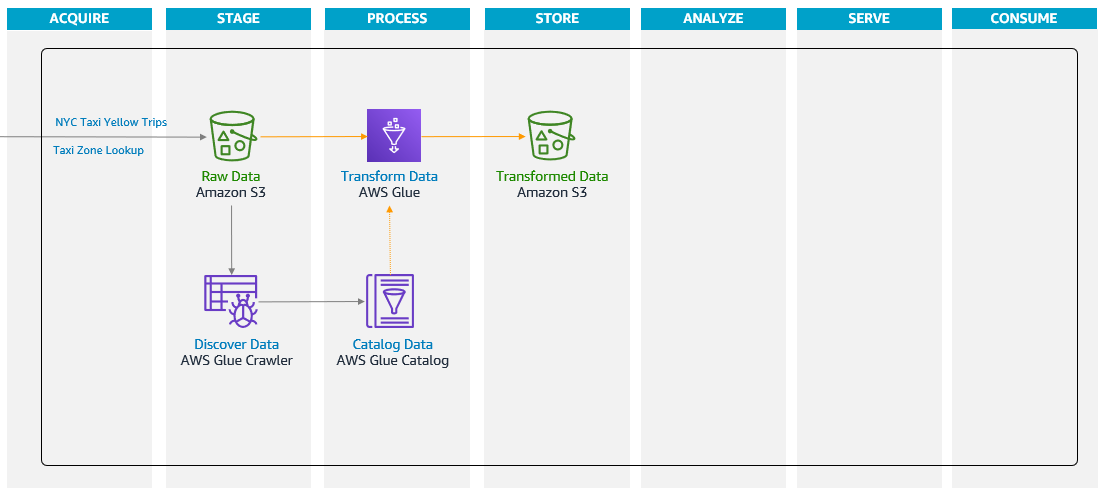 ACQUIRE
STAGE
PROCESS
STORE
ANALYZE
SERVE
CONSUME
NYC Taxi Yellow Trips
Taxi Zone Lookup
Raw Data
Amazon S3
Transform Data
AWS Glue
Transformed Data
Amazon S3
Discover Data
AWS Glue Crawler
Catalog Data
AWS Glue Catalog